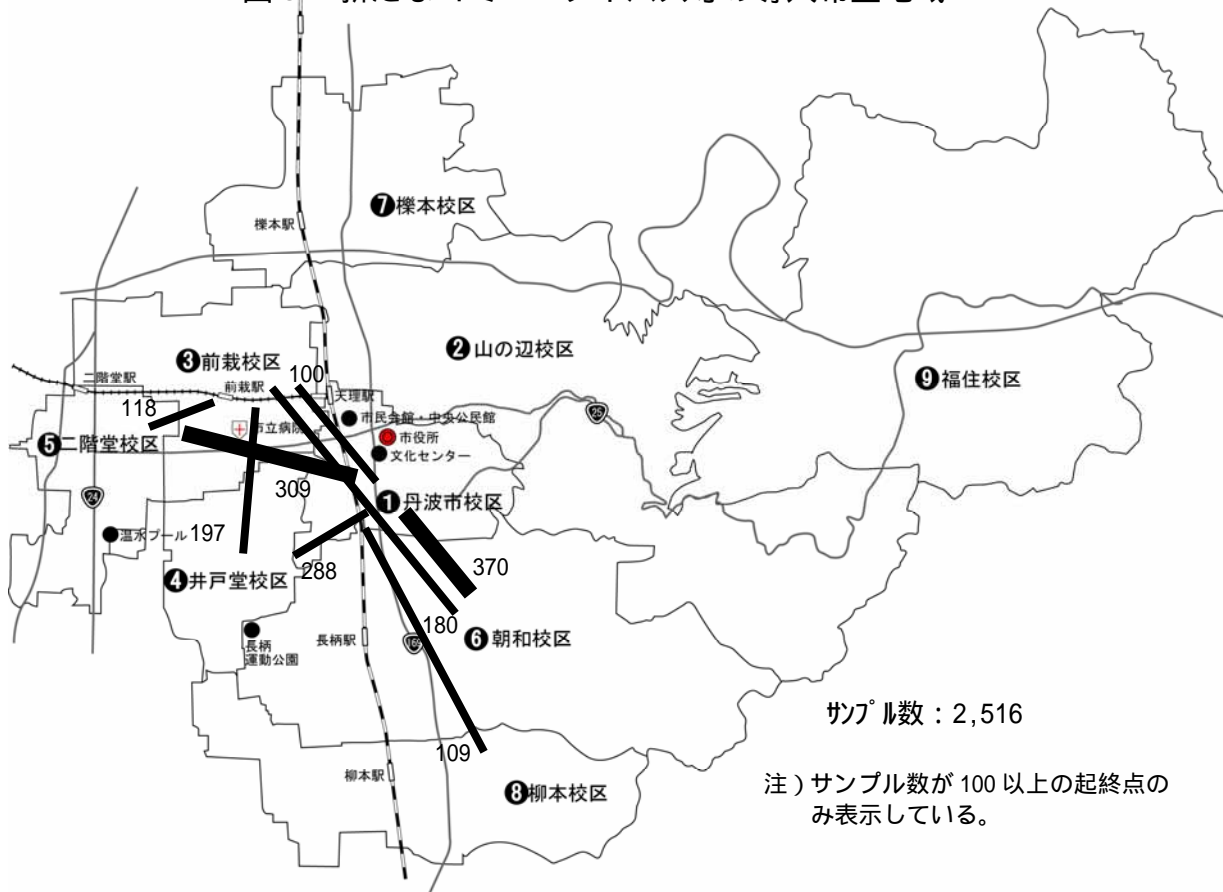 ❼櫟本校区
櫟本駅
❷山の辺校区
❸前栽校区
二階堂駅
前栽駅
100
天理駅
❾福住校区
118
市民会館・中央公民館
25
市立病院
市役所
❺二階堂校区
文化センター
309
❶丹波市校区
24
温水プール
197
288
370
❹井戸堂校区
180
長柄
運動公園
長柄駅
169
❻朝和校区
サンプル数：2,516
109
柳本駅
❽柳本校区
注）サンプル数が 100 以上の起終点の
み表示している。